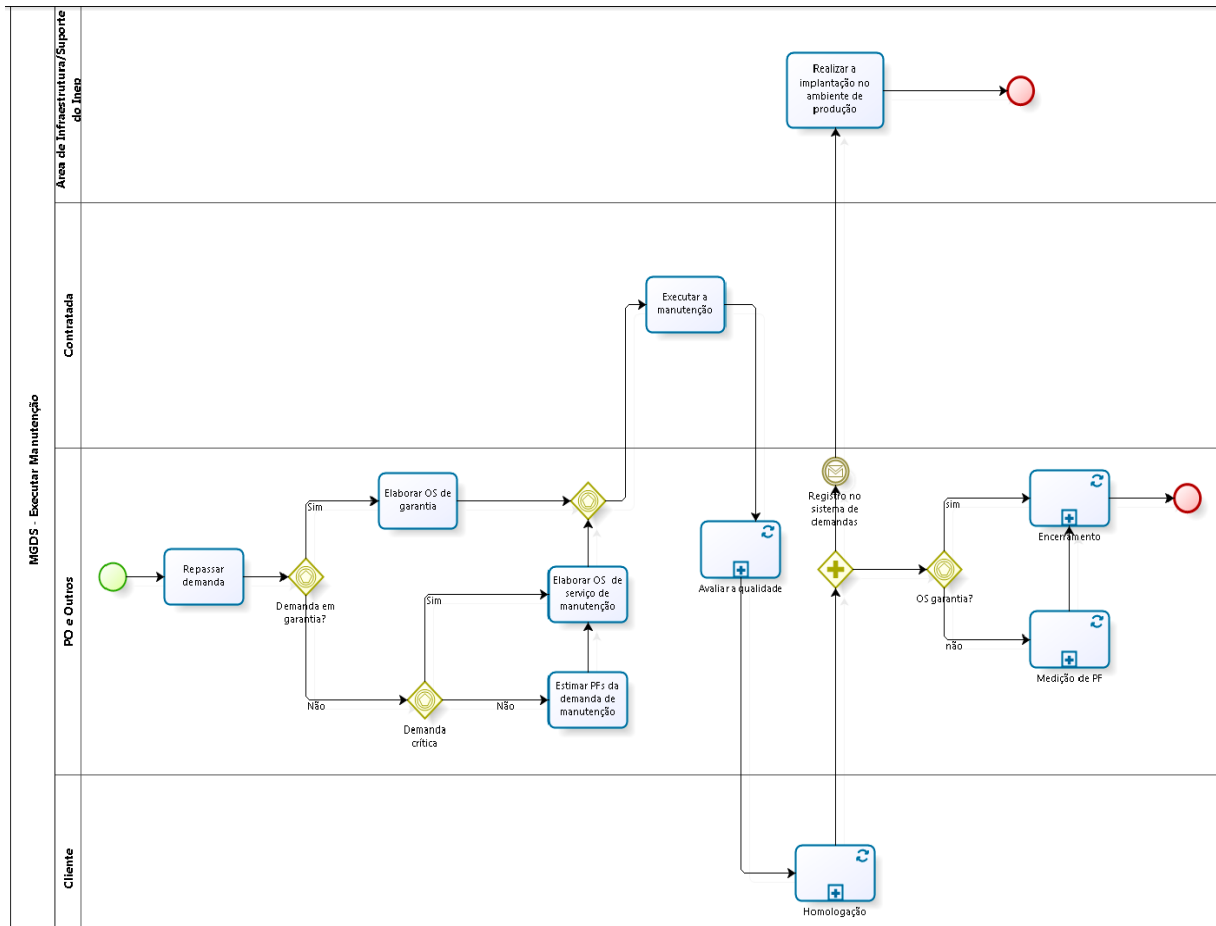 MGDS - Executar Manutenção
Área de Infraestrutura/Suporte
do Inep
Realizar a
implantação no
ambiente de
produção
Contratada
Executar a
manutenção
PO e Outros
Repassar
demanda
Demanda em
garantia?
Sim
Não
Elaborar OS de
garantia
Demanda
crítica
Sim
Não
Elaborar OS de
serviço de
manutenção
Estimar PFs da
demanda de
manutenção
Avaliar a qualidade
Registro no
sistema de
demandas
OS garantia?
sim
não
Encerramento
Medição de PF
Cliente
Homologação